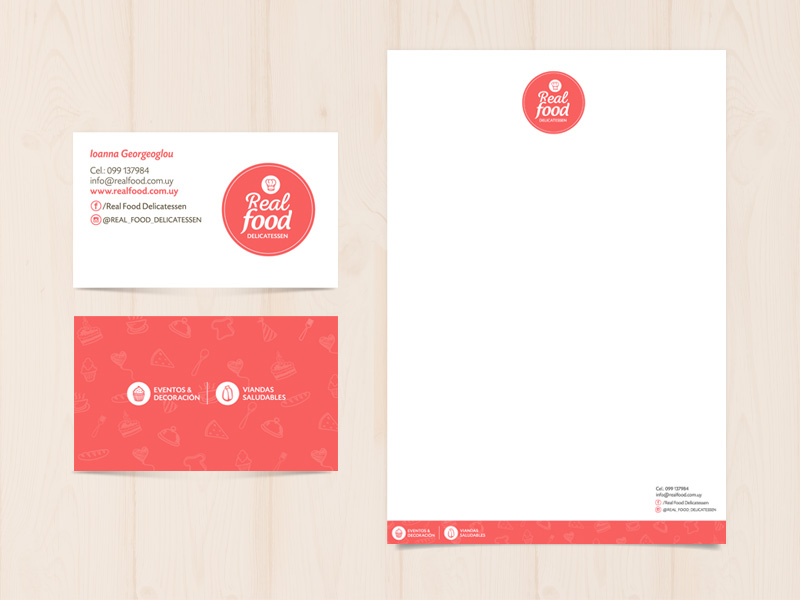 Ioanna Georgeoglou
Cel.: 099 137984
info@realfood.com.uy
www.realfood.com.uy
/Real Food Delicatessen
@REAL_FOOD_DELICATESSEN
Real
food
DELICATESSEN
EVENTOS &
DECORACIÓN
VIANDAS
SALUDABLES
Real
food
DELICATESSEN
Cel.: 099 137984
info@realfood.com.uy
/Real Food Delicatessen
@REAL_FOOD_DELICATESSEN
EVENTOS &
DECORACIÓN
VIANDAS
SALUDABLES